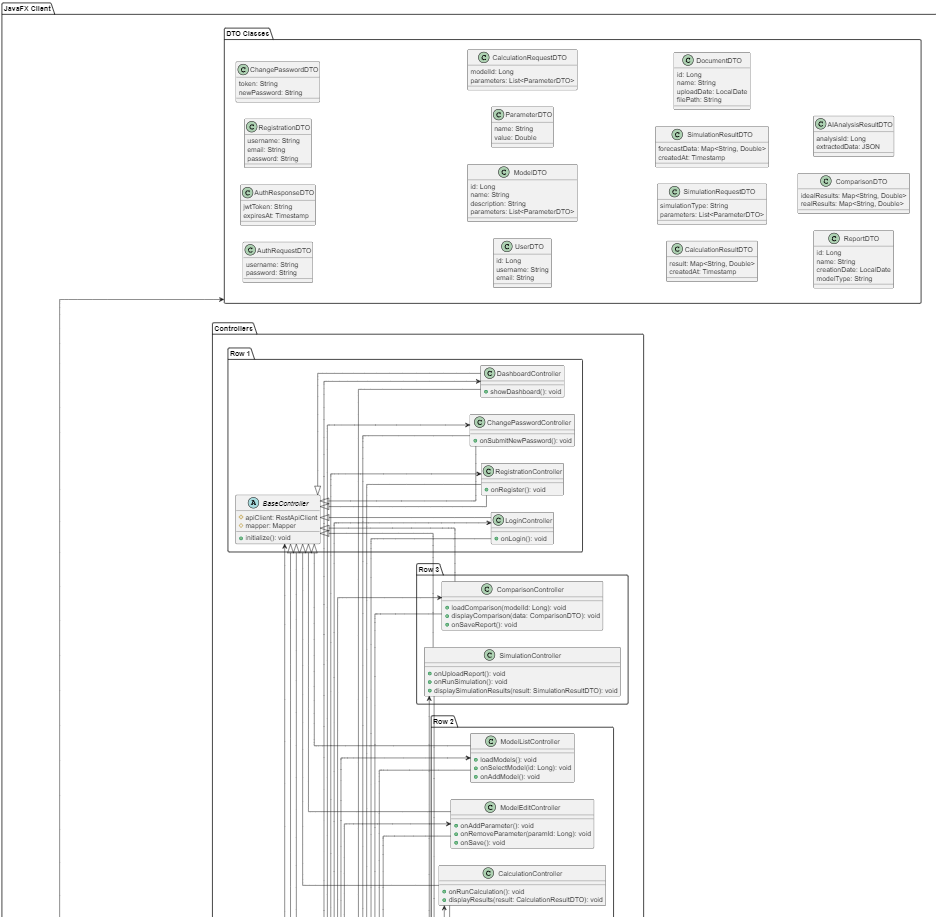 JavaFX Client
DTO Classes
C ChangePasswordDTO
token: String
newPassword: String
C RegistrationDTO
username: String
email: String
password: String
C AuthResponseDTO
jwtToken: String
expiresAt: Timestamp
C AuthRequestDTO
username: String
password: String
C CalculationRequestDTO
modelId: Long
parameters: List<ParameterDTO>
C ParameterDTO
name: String
value: Double
C ModelDTO
id: Long
name: String
description: String
parameters: List<ParameterDTO>
C UserDTO
id: Long
username: String
email: String
C DocumentDTO
id: Long
name: String
uploadDate: LocalDate
filePath: String
C SimulationResultDTO
forecastData: Map<String, Double>
createdAt: Timestamp
C SimulationRequestDTO
simulationType: String
parameters: List<ParameterDTO>
C CalculationResultDTO
result: Map<String, Double>
createdAt: Timestamp
C AIAnalysisResultDTO
analysisId: Long
extractedData: JSON
C ComparisonDTO
idealResults: Map<String, Double>
realResults: Map<String, Double>
C ReportDTO
id: Long
name: String
creationDate: LocalDate
modelType: String
Controllers
Row 1
C DashboardController
showDashboard(): void
C ChangePasswordController
onSubmitNewPassword(): void
C RegistrationController
onRegister(): void
A BaseController
apiClient: RestApiClient
mapper: Mapper
initialize(): void
C LoginController
onLogin(): void
Row 3
C ComparisonController
loadComparison(modelId: Long): void
displayComparison(data: ComparisonDTO): void
onSaveReport(): void
C SimulationController
onUploadReport(): void
onRunSimulation(): void
displaySimulationResults(result: SimulationResultDTO): void
Row 2
C ModelListController
loadModels(): void
onSelectModel(id: Long): void
onAddModel(): void
C ModelEditController
onAddParameter(): void
onRemoveParameter(paramId: Long): void
onSave(): void
C CalculationController
onRunCalculation(): void
displayResults(result: CalculationResultDTO): void